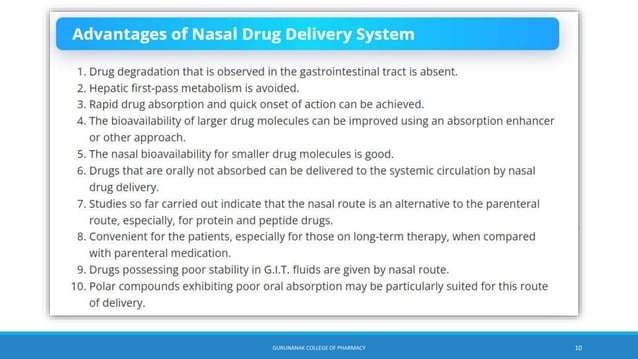 Advantages of Nasal Drug Delivery System
1. Drug degradation that is observed in the gastrointestinal tract is absent.
2. Hepatic first-pass metabolism is avoided.
3. Rapid drug absorption and quick onset of action can be achieved.
4. The bioavailability of larger drug molecules can be improved using an absorption enhancer
or other approach.
5. The nasal bioavailability for smaller drug molecules is good.
6. Drugs that are orally not absorbed can be delivered to the systemic circulation by nasal
drug delivery.
7. Studies so far carried out indicate that the nasal route is an alternative to the parenteral
route, especially, for protein and peptide drugs.
8. Convenient for the patients, especially for those on long-term therapy, when compared
with parenteral medication.
9. Drugs possessing poor stability in G.I.T. fluids are given by nasal route.
10. Polar compounds exhibiting poor oral absorption may be particularly suited for this route
of delivery.
GURUNANAK COLLEGE OF PHARMACY
10